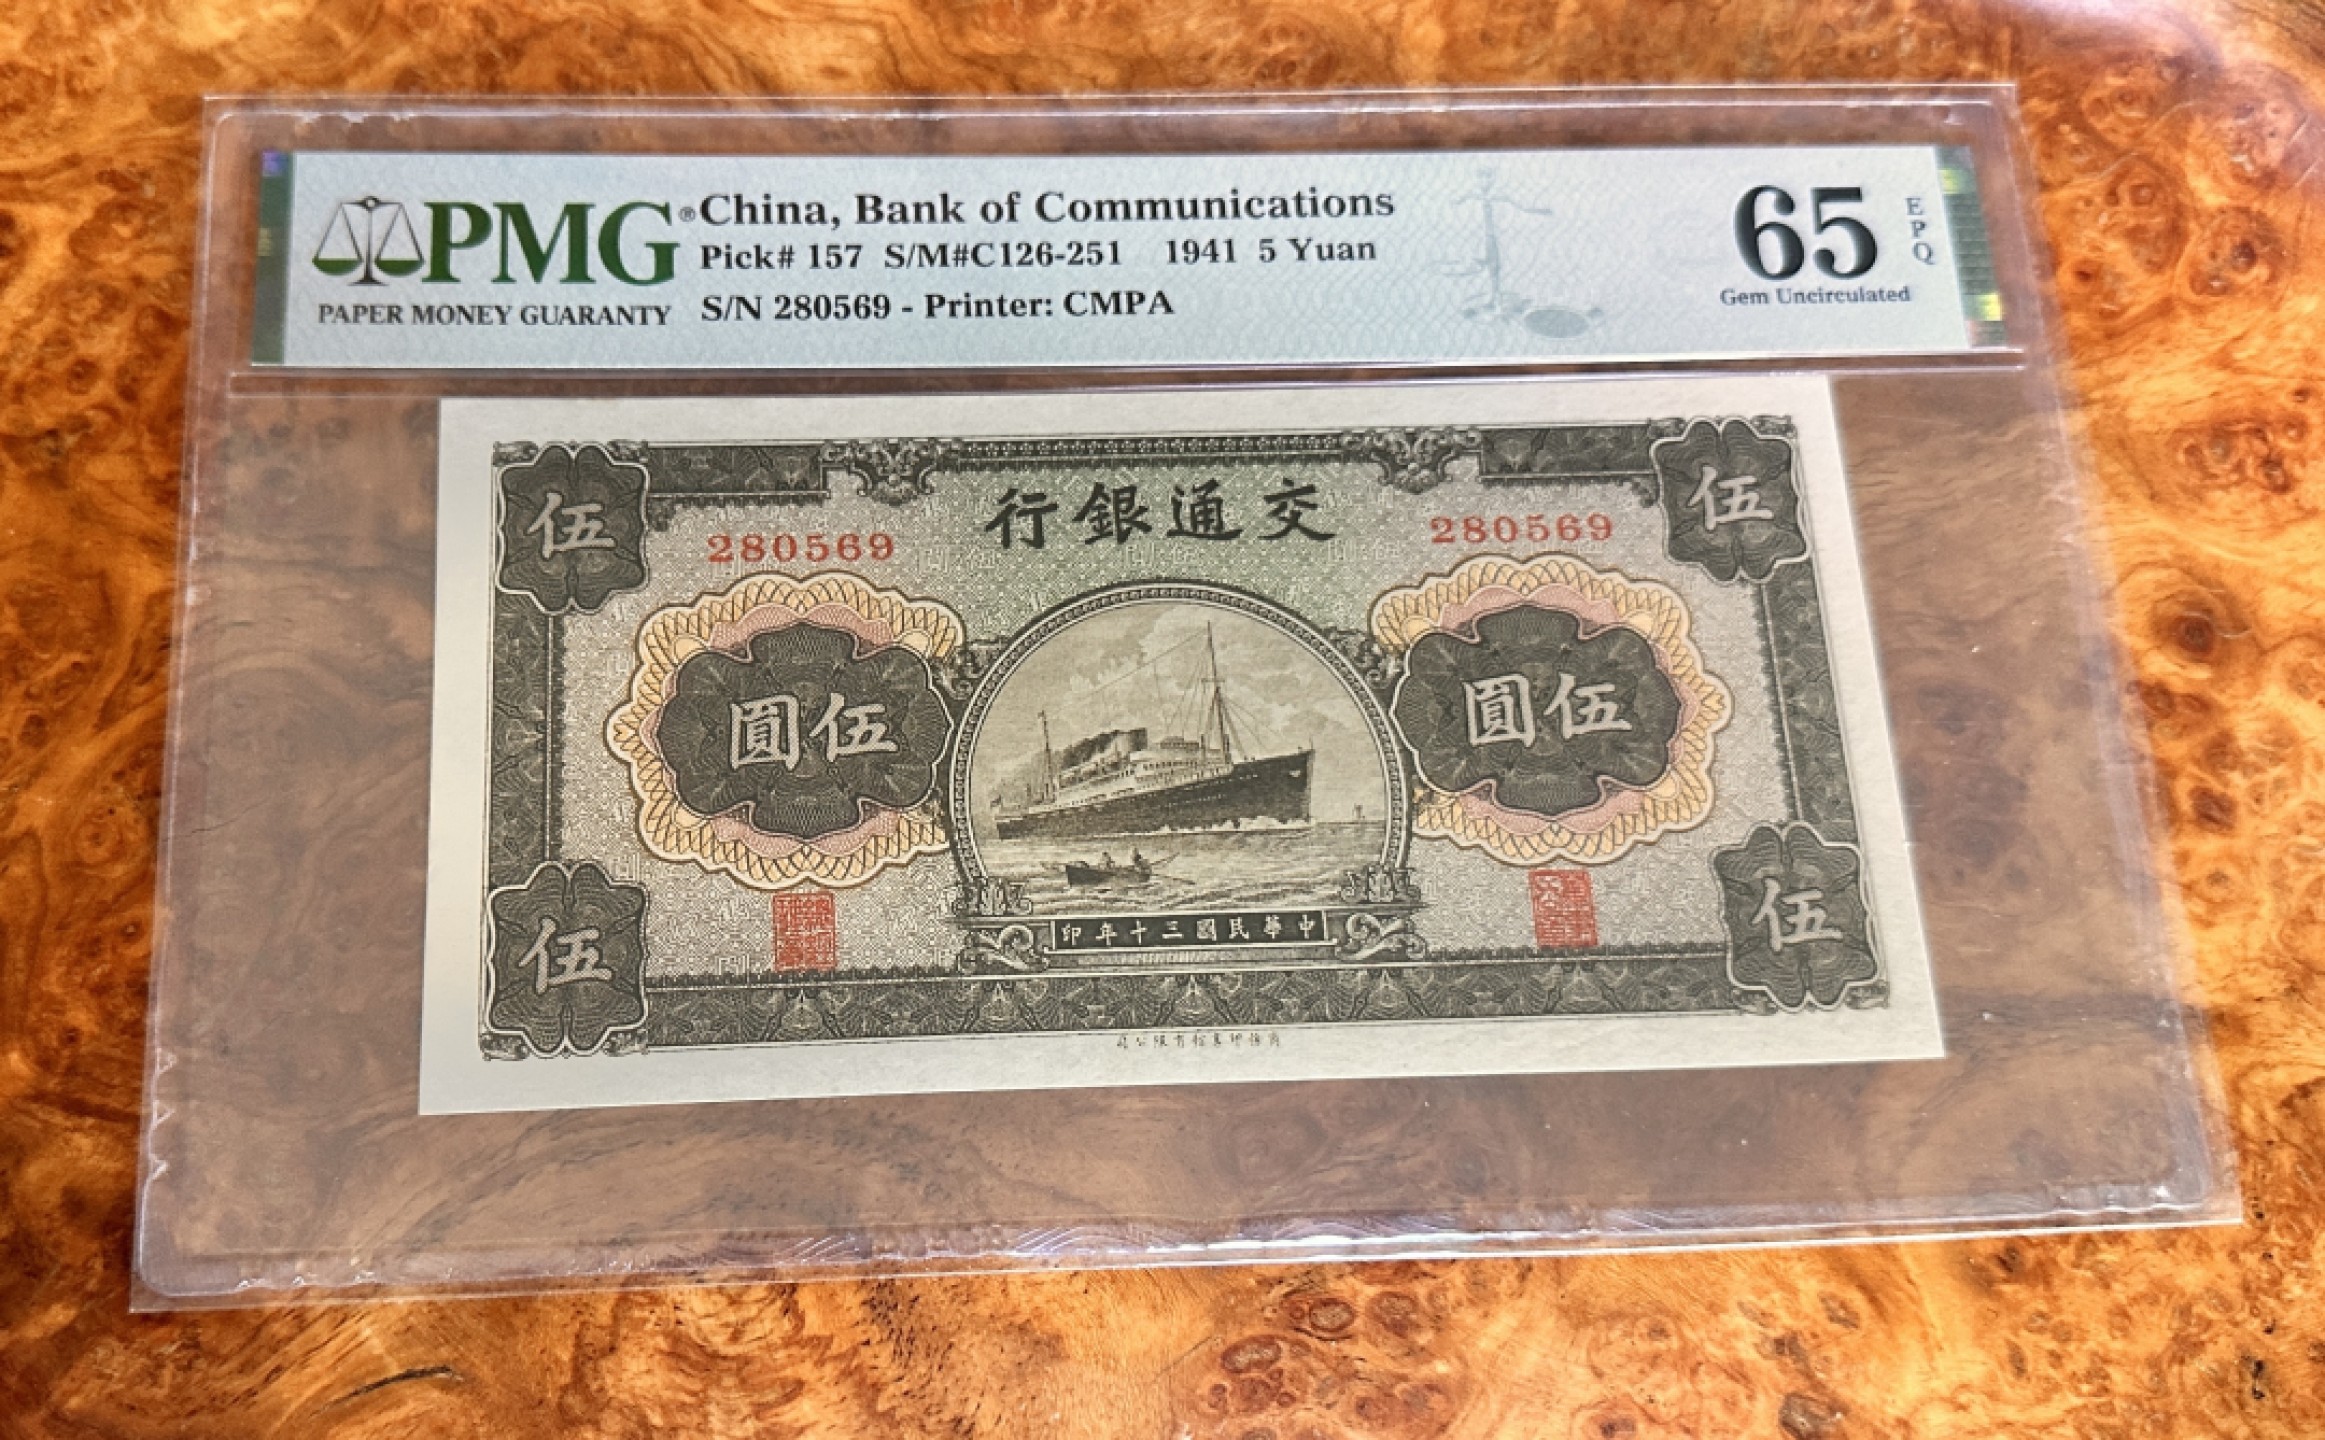 PMG®
PAPER MONEY GUARANTY
China, Bank of Communications
Pick# 157 S/M#C126-251 1941 5 Yuan
S/N 280569 - Printer: CMPA
65 EPQ
Gem Uncirculated
行銀通交
280569
280569
伍
伍
圓伍
圓伍
伍
伍
印年十三國民華中